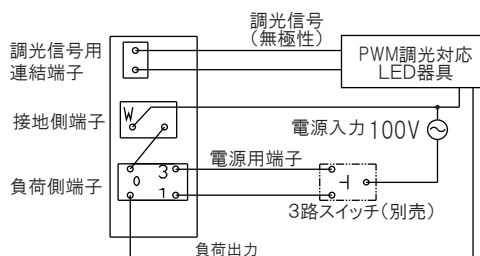 調光信号
(無極性)
調光信号用
連結端子
PWM調光対応
LED器具
W
接地側端子
電源入力100V
電源用端子
3
0
1
負荷側端子
3路スイッチ(別売)
負荷出力